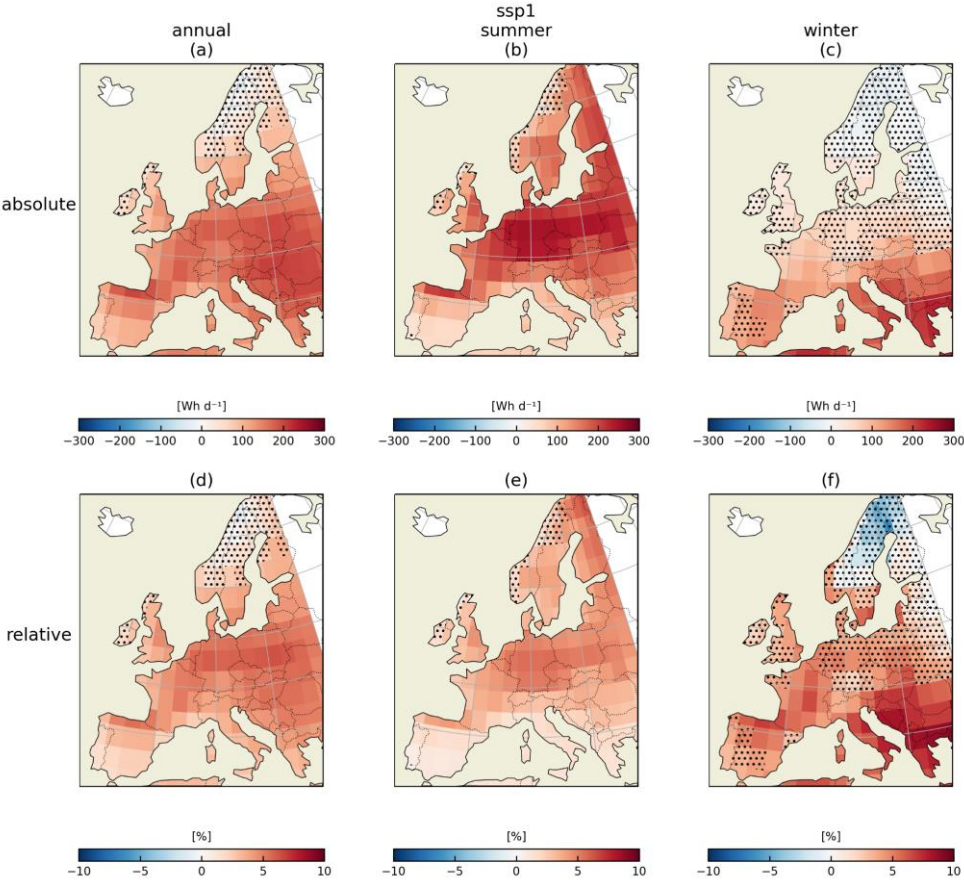 ssp1
annual summer winter
(a) (b) (c)
absolute
[Wh d⁻¹] [Wh d⁻¹] [Wh d⁻¹]
−300 −200 −100 0 100 200 300 −300 −200 −100 0 100 200 300 −300 −200 −100 0 100 200 300
(d) (e) (f)
relative
[%] [%] [%]
−10 −5 0 5 10 −10 −5 0 5 10 −10 −5 0 5 10